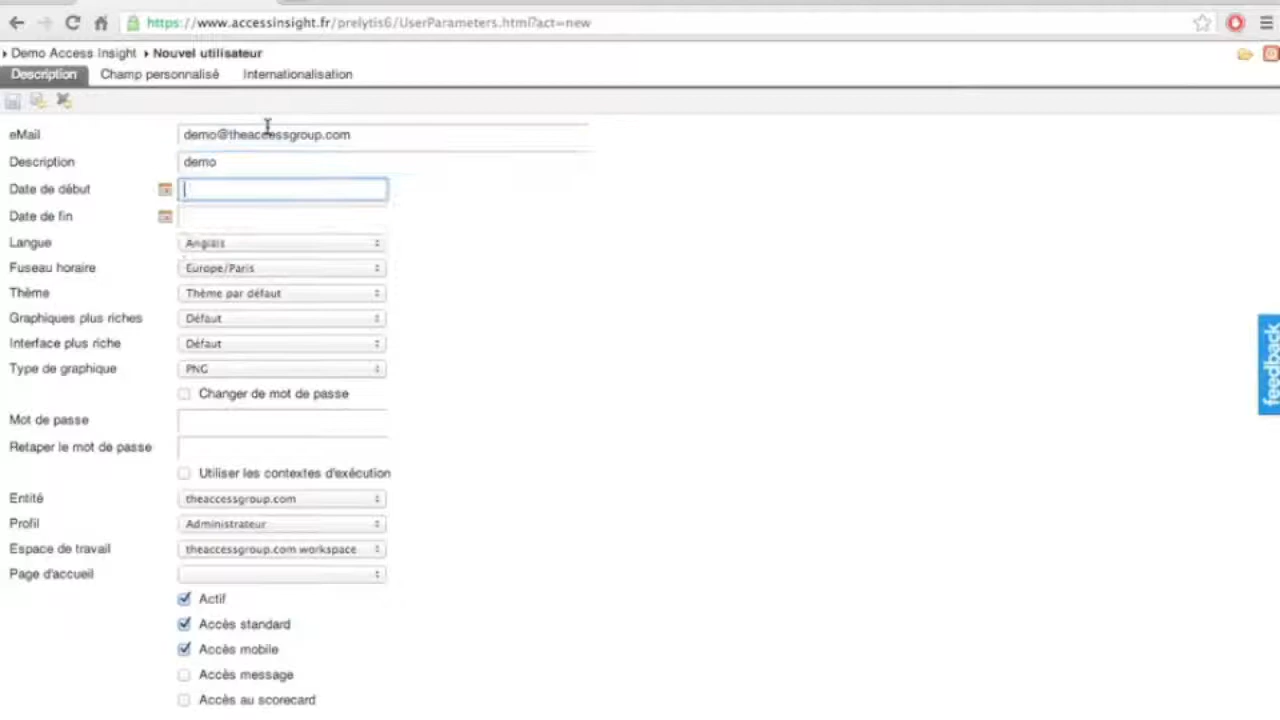 https://www.accessinsight.fr/prelytis6/UserParameters.html?act=new
Demo Access Insight Nouvel utilisateur
Description Champ personnalisé Internationalisation
eMail demo@theaccessgroup.com
Description demo
Date de début
Date de fin
Langue Anglais
Fuseau horaire Europe/Paris
Thème Thème par défaut
Graphiques plus riches Défaut
Interface plus riche Défaut
Type de graphique PNG
Changer de mot de passe
Mot de passe
Retaper le mot de passe
Utiliser les contextes d'exécution
Entité theaccessgroup.com
Profil Administrateur
Espace de travail theaccessgroup.com workspace
Page d'accueil
Actif
Accès standard
Accès mobile
Accès message
Accès au scorecard
feedback